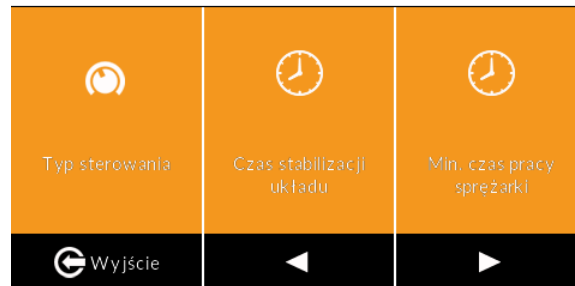 Typ sterowania
Czas stabilizacji
układu
Min. czas pracy
sprężarki
Wyjście